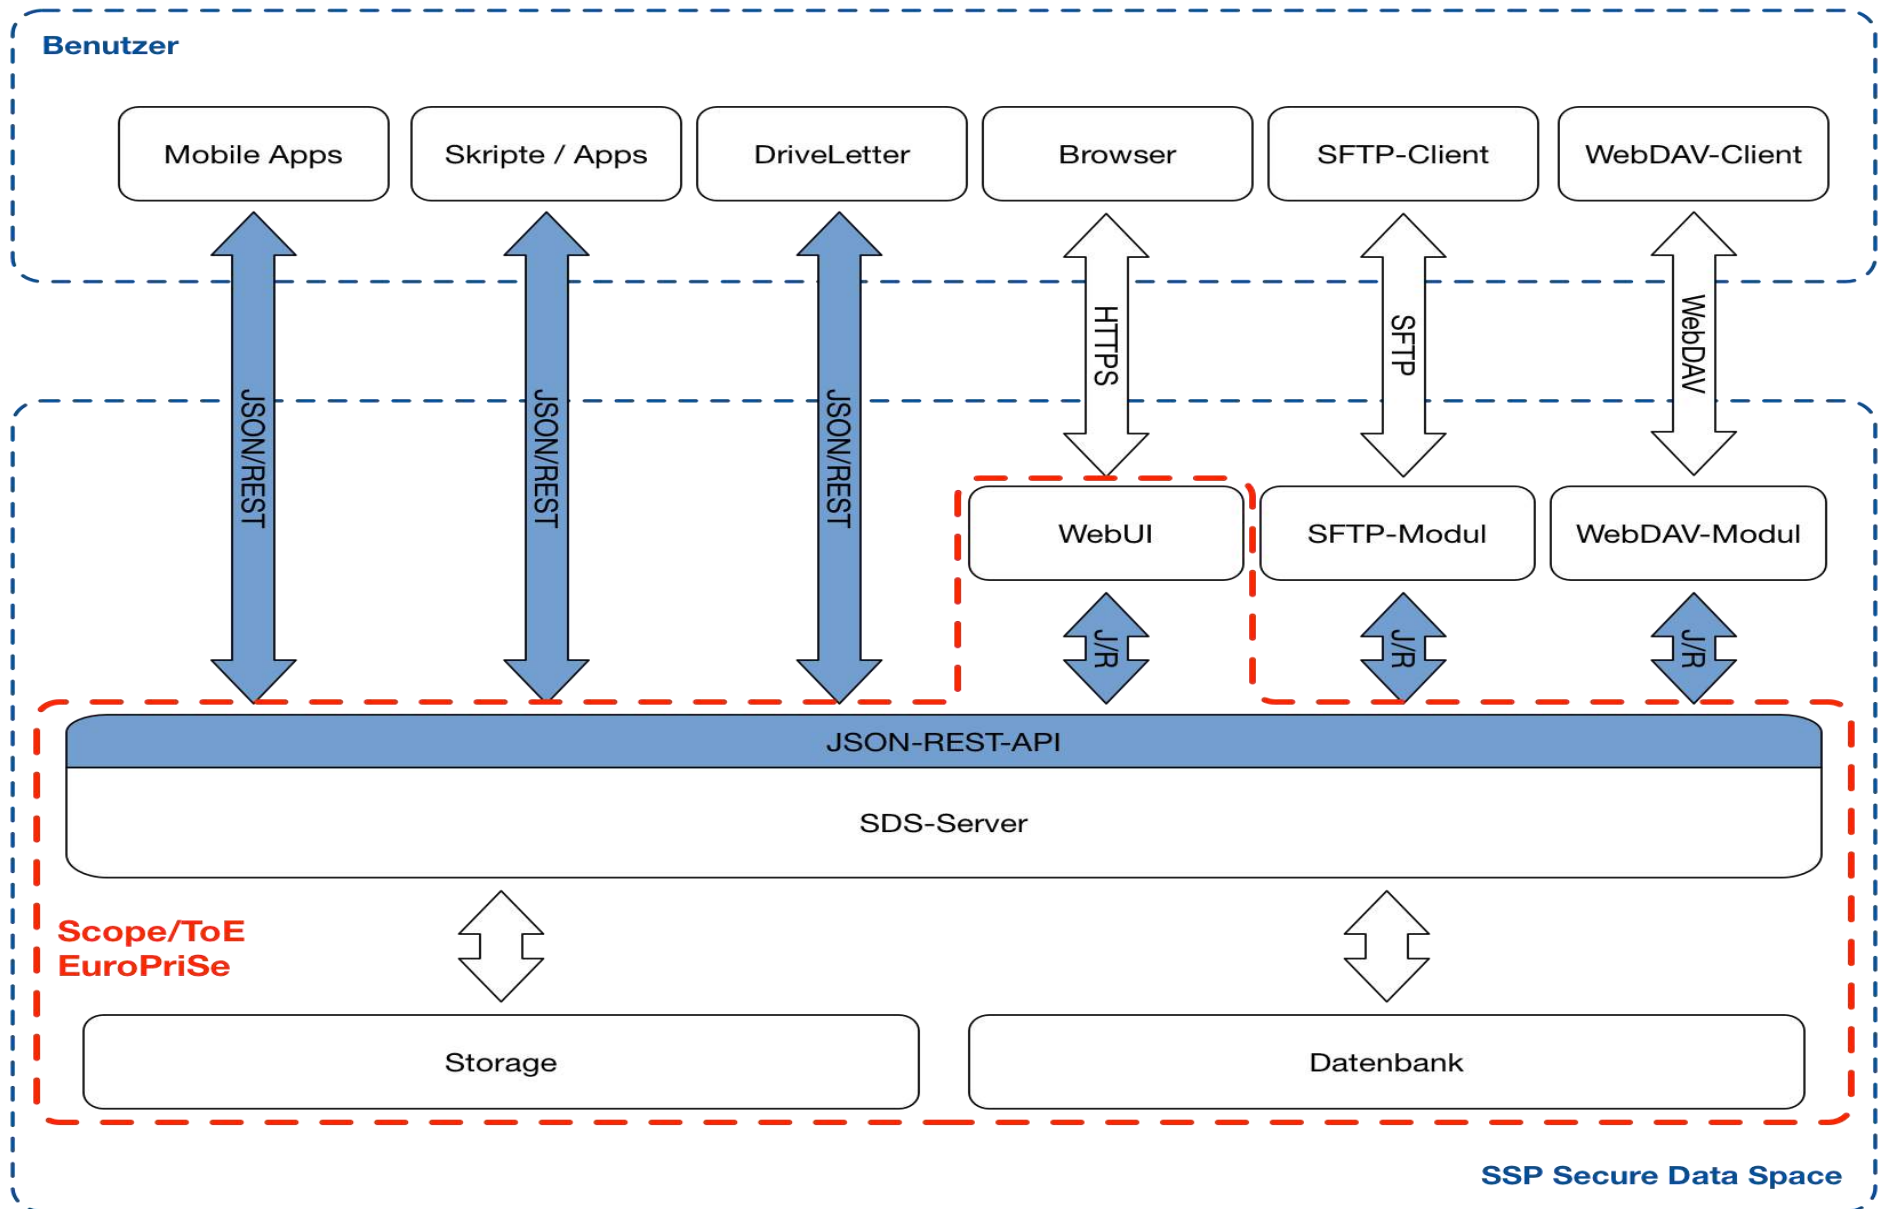 Benutzer
Mobile Apps
Skripte / Apps
DriveLetter
Browser
SFTP-Client
WebDAV-Client
JSON/REST
JSON/REST
JSON/REST
HTTPS
SFTP
WebDAV
WebUI
SFTP-Modul
WebDAV-Modul
J/R
J/R
J/R
JSON-REST-API
SDS-Server
Scope/ToE
EuroPriSe
Storage
Datenbank
SSP Secure Data Space